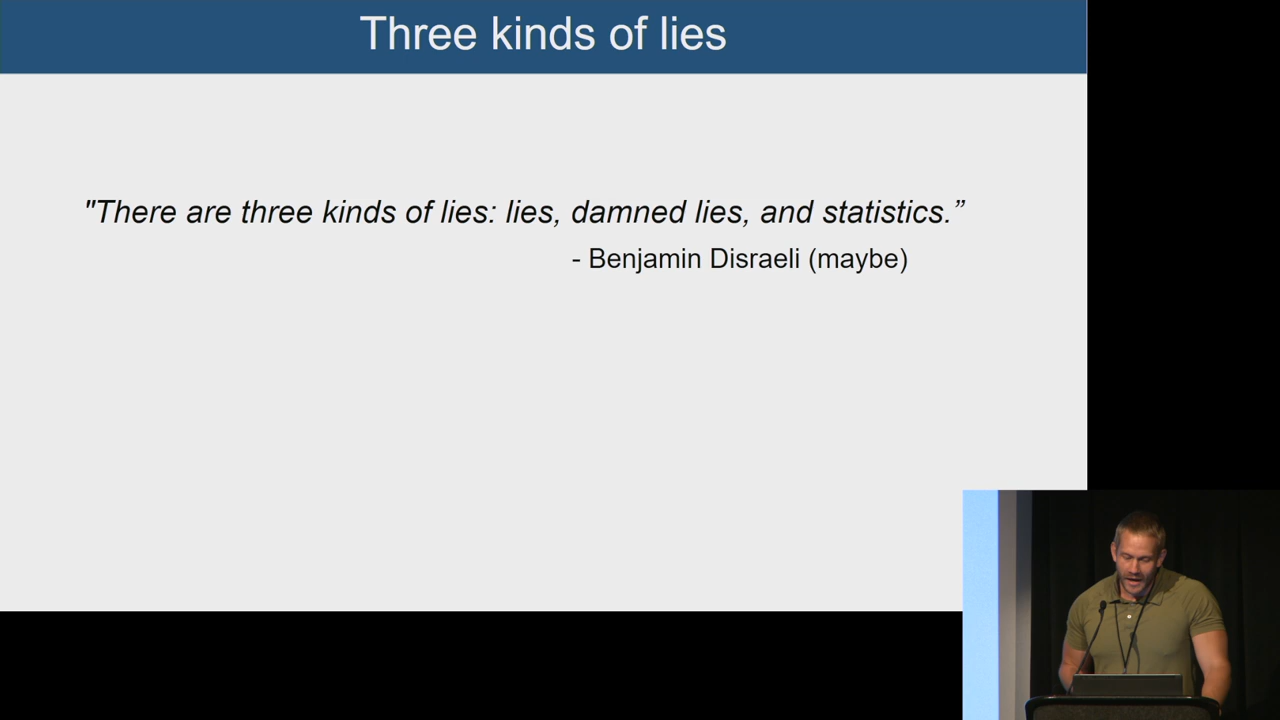 Three kinds of lies
"There are three kinds of lies: lies, damned lies, and statistics.”
- Benjamin Disraeli (maybe)